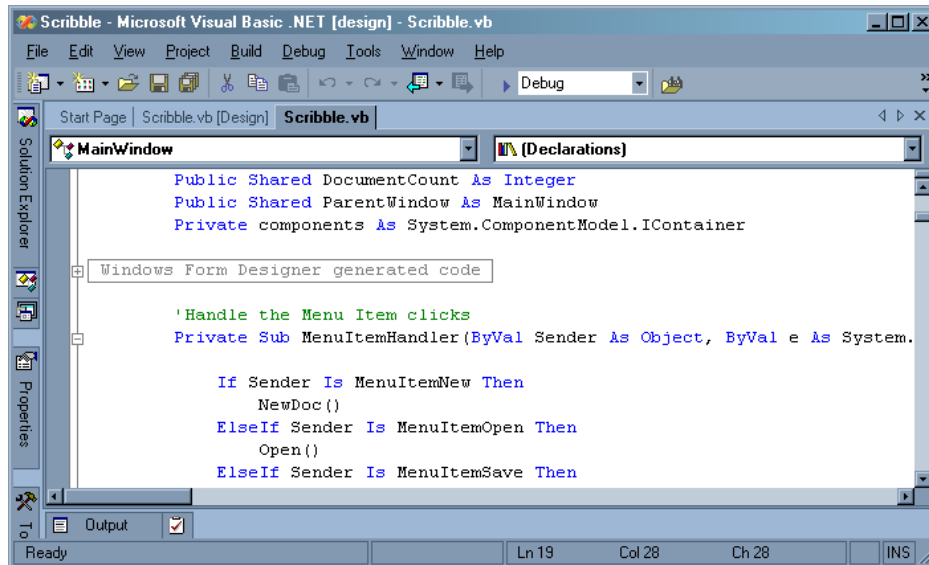 Scribble - Microsoft Visual Basic .NET [design] - Scribble.vb
File Edit View Project Build Debug Tools Window Help
Debug
Start Page Scribble.vb [Design] Scribble.vb
MainWindow (Declarations)
Solution Explorer
Public Shared DocumentCount As Integer
Public Shared ParentWindow As MainWindow
Private components As System.ComponentModel.IContainer
Windows Form Designer generated code
'Handle the Menu Item clicks
Private Sub MenuItemHandler(ByVal Sender As Object, ByVal e As System.
Properties
If Sender Is MenuItemNew Then
NewDoc()
ElseIf Sender Is MenuItemOpen Then
Open()
ElseIf Sender Is MenuItemSave Then
To
Output
Ready Ln 19 Col 28 Ch 28 INS